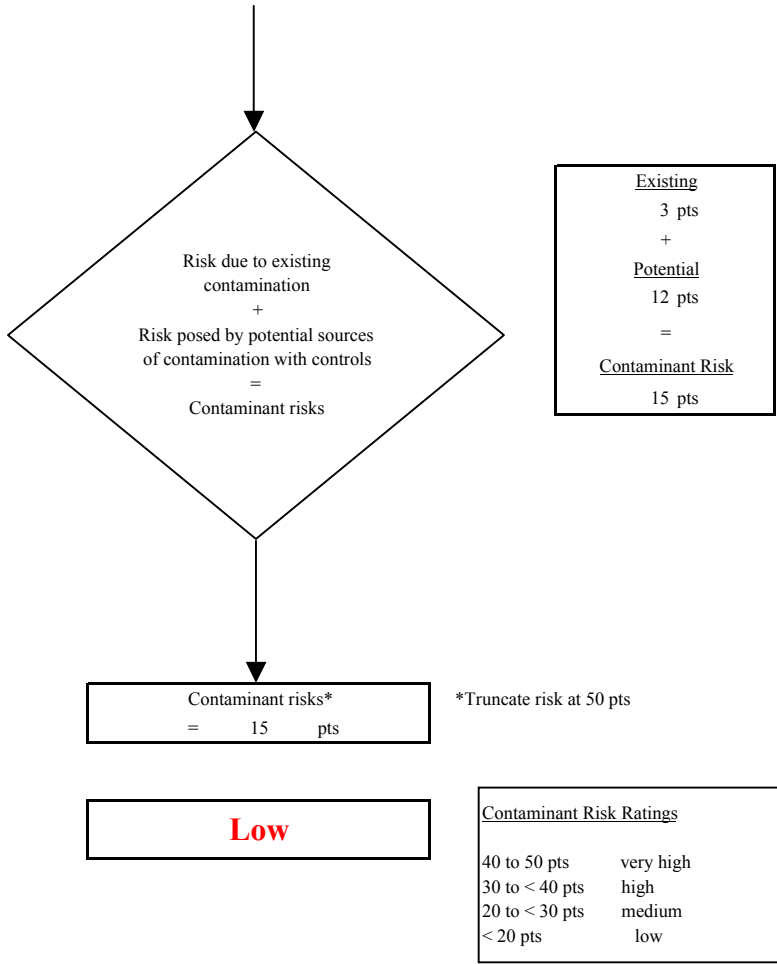 Risk due to existing
contamination
+
Risk posed by potential sources
of contamination with controls
=
Contaminant risks
Existing
3 pts
+
Potential
12 pts
=
Contaminant Risk
15 pts
Contaminant risks*
= 15 pts
*Truncate risk at 50 pts
Low
Contaminant Risk Ratings
40 to 50 pts very high
30 to < 40 pts high
20 to < 30 pts medium
< 20 pts low